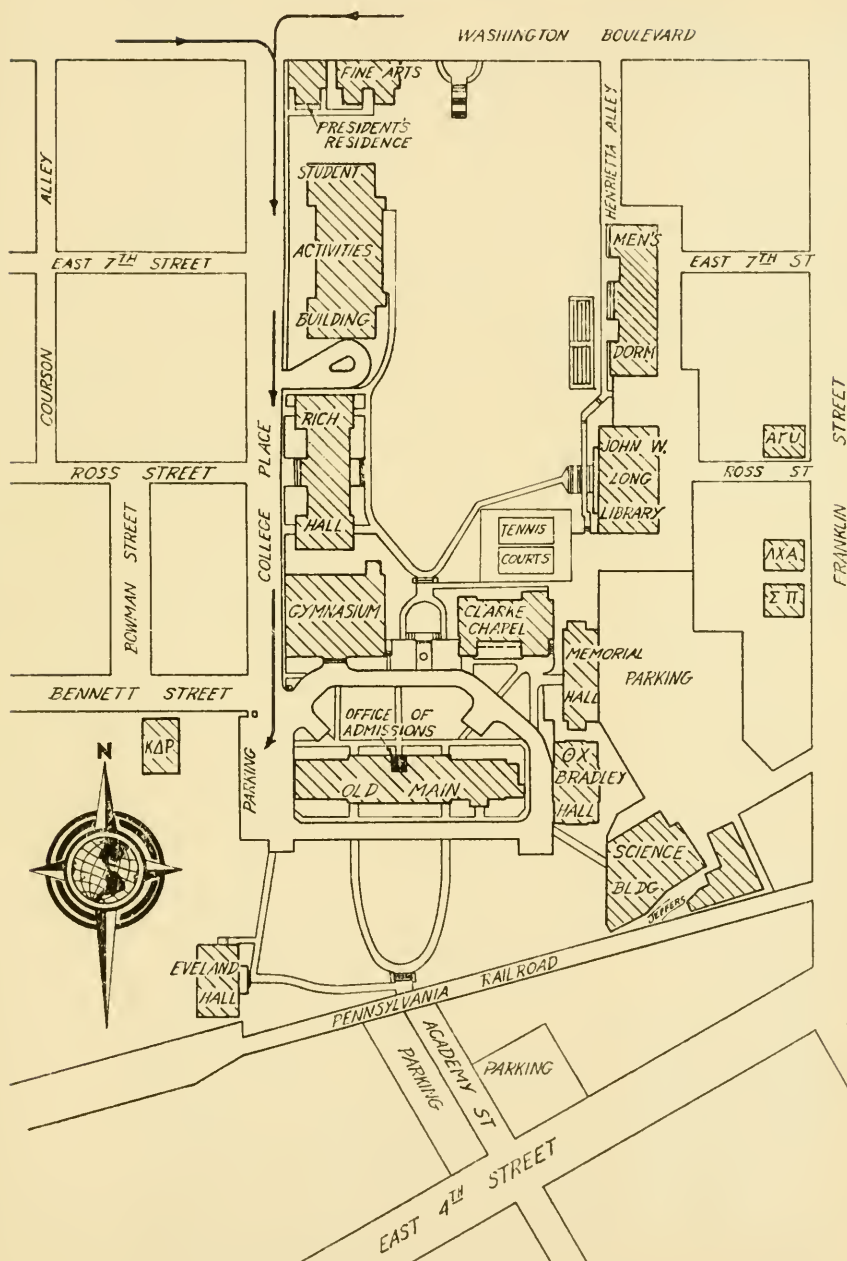 WASHINGTON BOULEVARD
FINE ARTS
PRESIDENT'S
RESIDENCE
HENRIETTA ALLEY
ALLEY
COURSON
STUDENT
ACTIVITIES
BUILDING
MEN'S
DORM
EAST 7TH STREET
EAST 7TH ST
FRANKLIN STREET
COLLEGE PLACE
RICH
HALL
JOHN W.
LONG
LIBRARY
ΑΓU
ROSS STREET
ROSS ST
BOWMAN STREET
TENNIS
COURTS
ΛΧΑ
Σ Π
GYMNASIUM
CLARKE
CHAPEL
MEMORIAL
HALL
PARKING
BENNETT STREET
OFFICE OF
ADMISSIONS
ΚΔΡ
N
PARKING
OLD MAIN
ΘΧ
BRADLEY
HALL
SCIENCE
BLDG
JEFFERS
EVELAND
HALL
PENNSYLVANIA RAILROAD
ACADEMY ST
PARKING
PARKING
EAST 4TH STREET